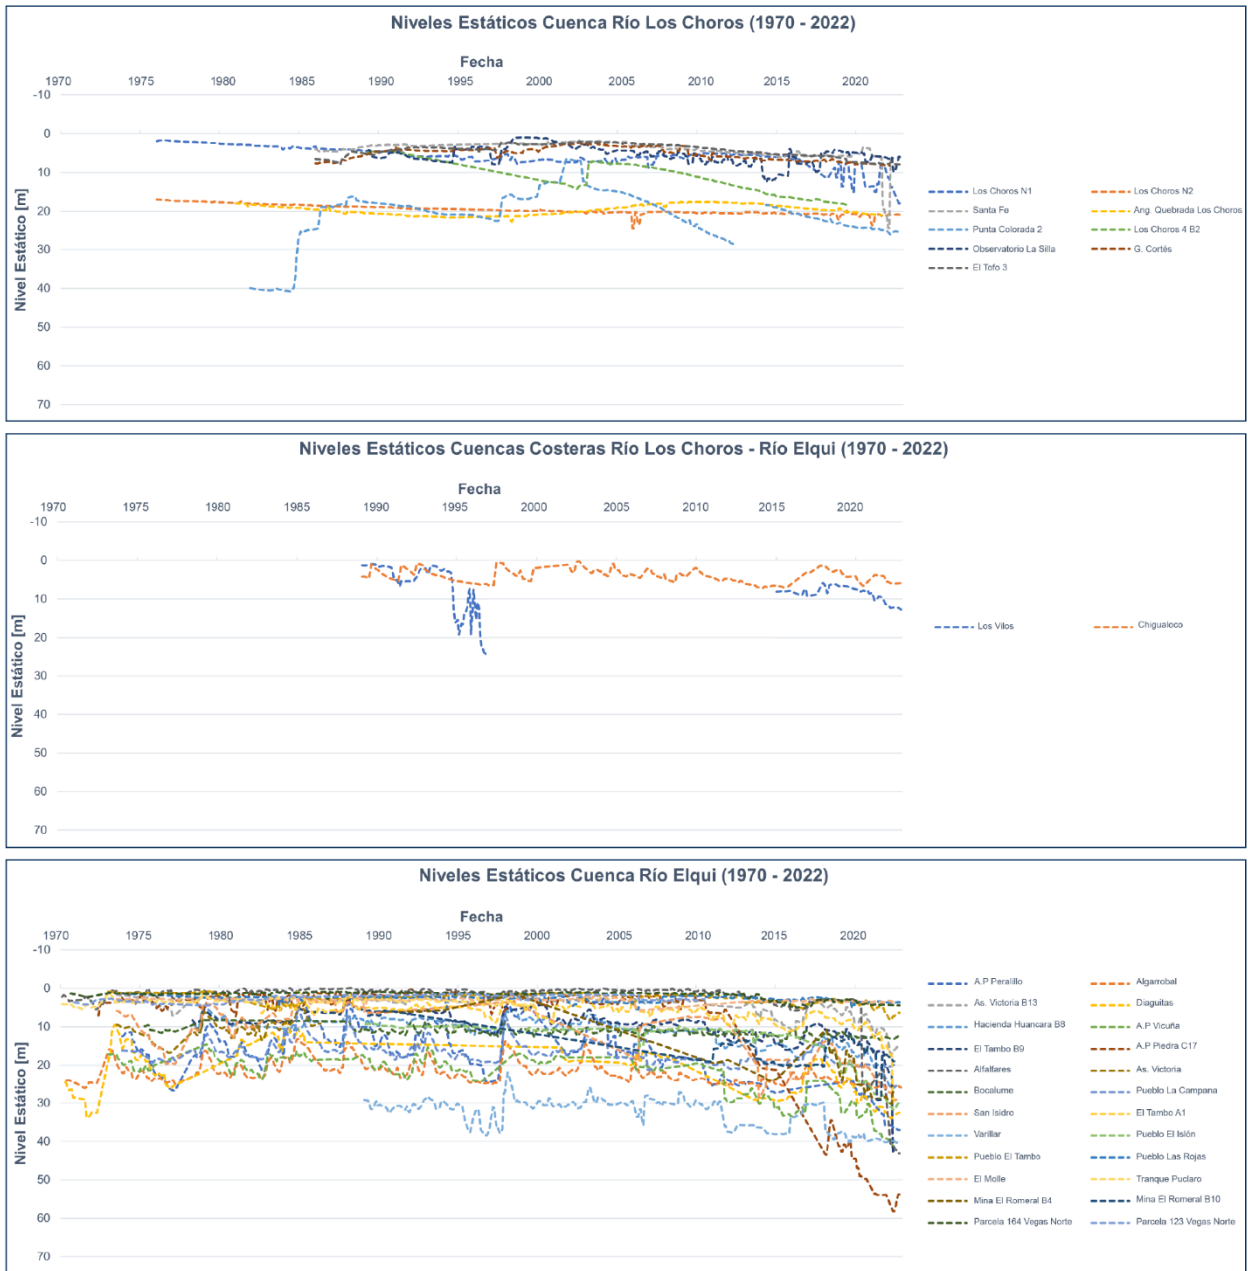 Niveles Estáticos Cuenca Río Los Choros (1970 - 2022)
Fecha
1970 1975 1980 1985 1990 1995 2000 2005 2010 2015 2020
Nivel Estático [m]
-10
0
10
20
30
40
50
60
70
Los Choros N1 Los Choros N2
Santa Fe Ang. Quebrada Los Choros
Punta Colorada 2 Los Choros 4 B2
Observatorio La Silla G. Cortés
El Tofo 3
Niveles Estáticos Cuencas Costeras Río Los Choros - Río Elqui (1970 - 2022)
Fecha
1970 1975 1980 1985 1990 1995 2000 2005 2010 2015 2020
Nivel Estático [m]
-10
0
10
20
30
40
50
60
70
Los Vilos Chigualoco
Niveles Estáticos Cuenca Río Elqui (1970 - 2022)
Fecha
1970 1975 1980 1985 1990 1995 2000 2005 2010 2015 2020
Nivel Estático [m]
-10
0
10
20
30
40
50
60
70
A.P Peralillo Algarrobal
As. Victoria B13 Diaguitas
Hacienda Huancara B8 A.P Vicuña
El Tambo B9 A.P Piedra C17
Alfalfares As. Victoria
Bocalume Pueblo La Campana
San Isidro El Tambo A1
Varillar Pueblo El Islón
Pueblo El Tambo Pueblo Las Rojas
El Molle Tranque Puclaro
Mina El Romeral B4 Mina El Romeral B10
Parcela 164 Vegas Norte Parcela 123 Vegas Norte